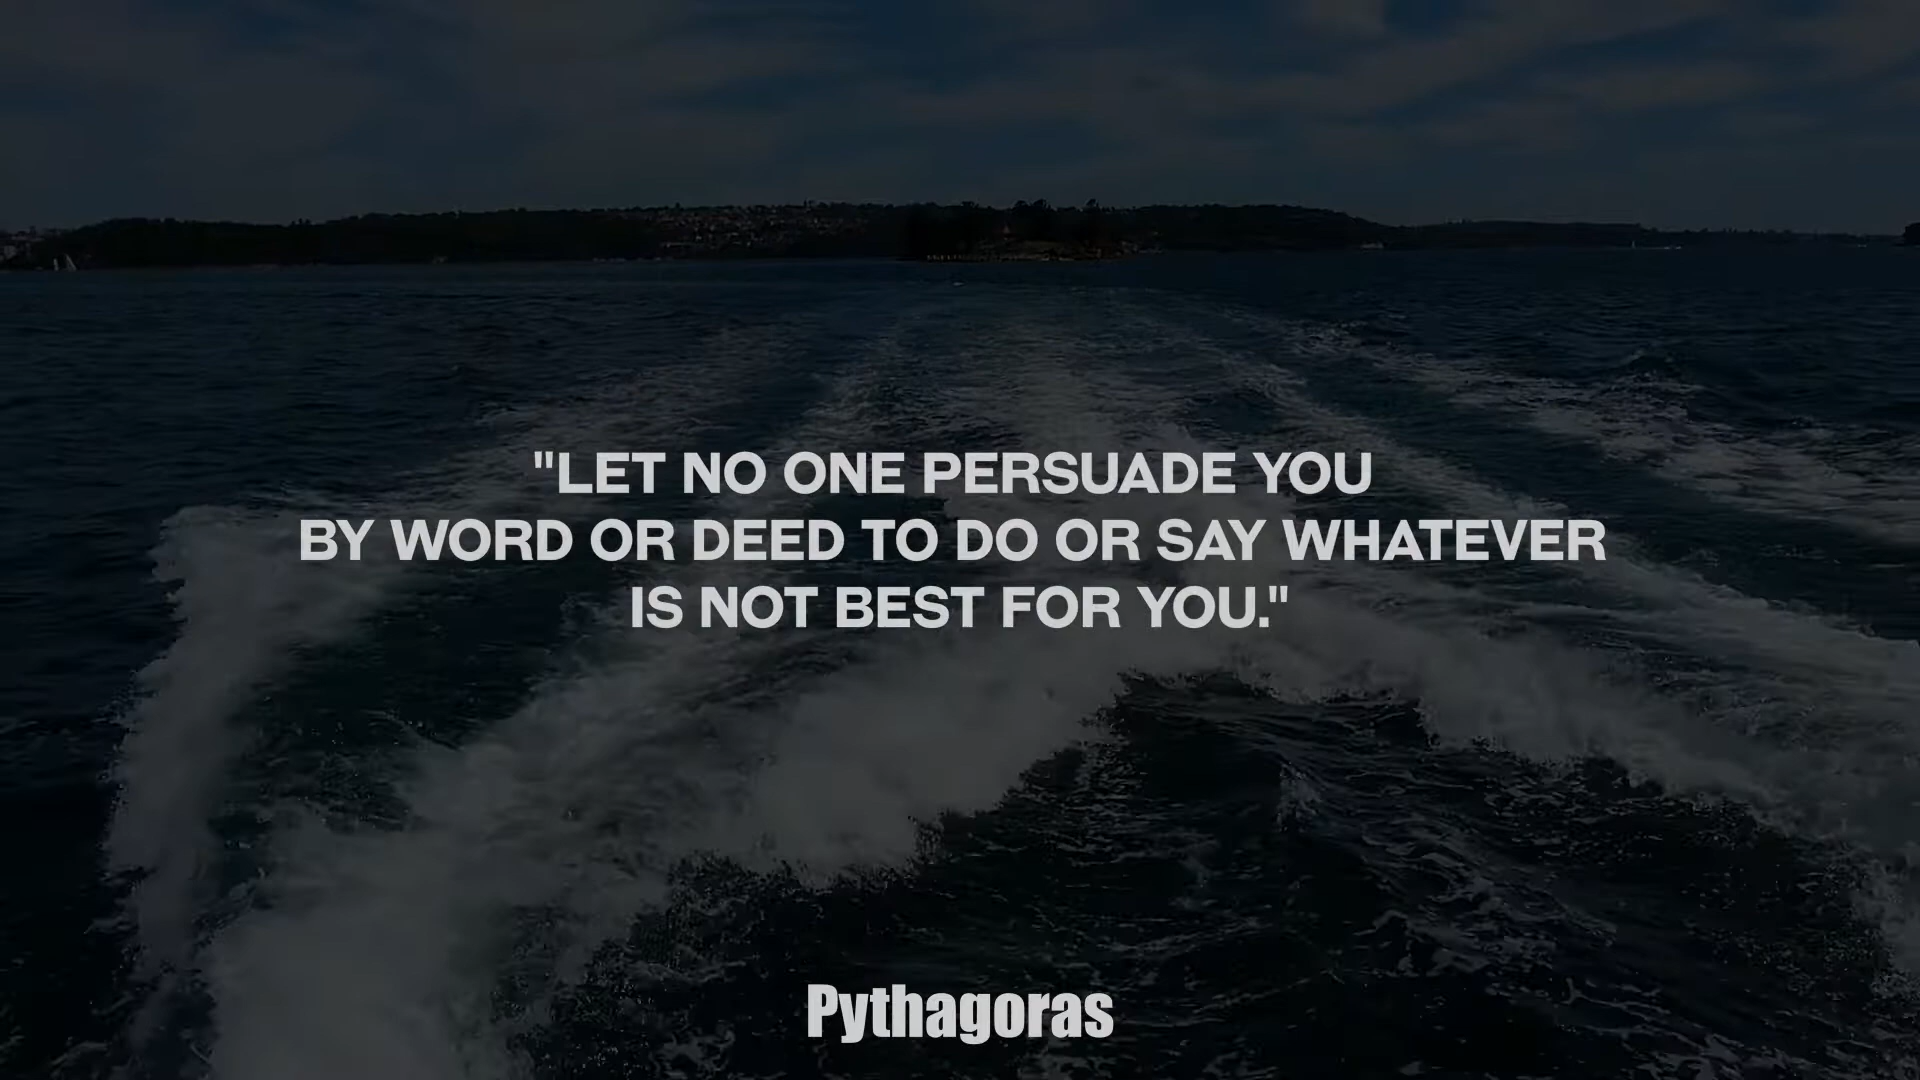 "LET NO ONE PERSUADE YOU
BY WORD OR DEED TO DO OR SAY WHATEVER
IS NOT BEST FOR YOU."
Pythagoras